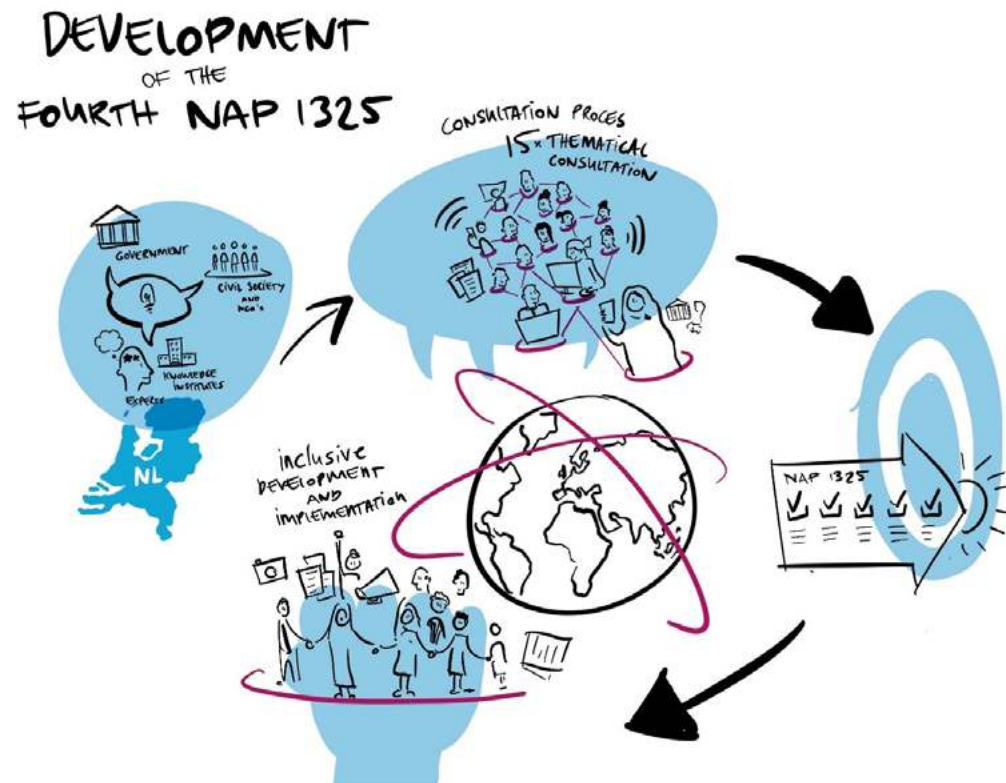 DEVELOPMENT
OF THE
FOURTH NAP 1325
CONSULTATION PROCES
15x THEMATICAL
CONSULTATION
GOVERNMENT
CIVIL SOCIETY
AND
NGO's
KNOWLEDGE
INSTITUTES
EXPERTS
NL
inclusive
DEVELOPMENT
AND
IMPLEMENTATION
NAP 1325
?